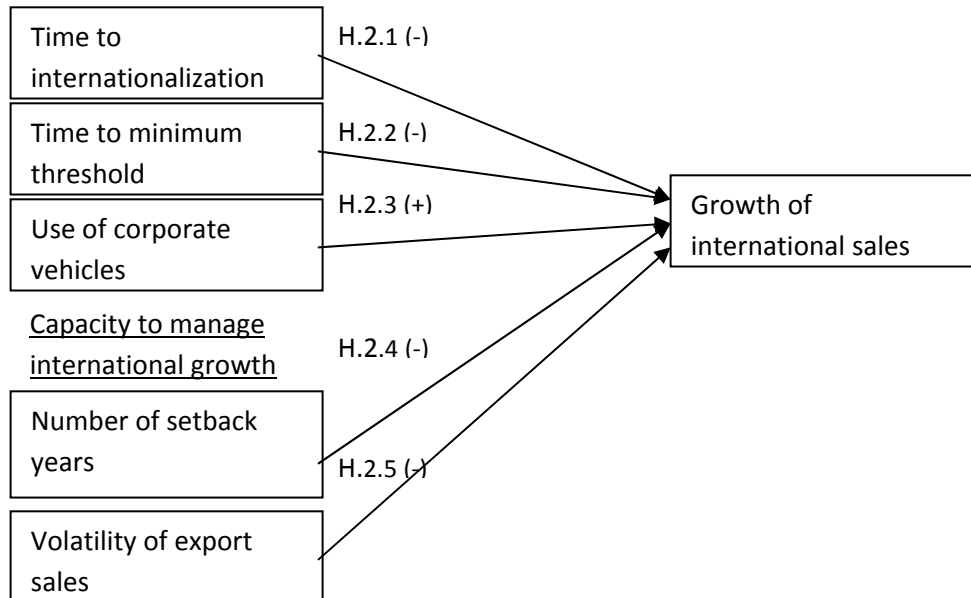 Time to
internationalization
H.2.1 (-)
Time to minimum
threshold
H.2.2 (-)
Use of corporate
vehicles
H.2.3 (+)
Growth of
international sales
Capacity to manage
international growth
H.2.4 (-)
Number of setback
years
H.2.5 (-)
Volatility of export
sales